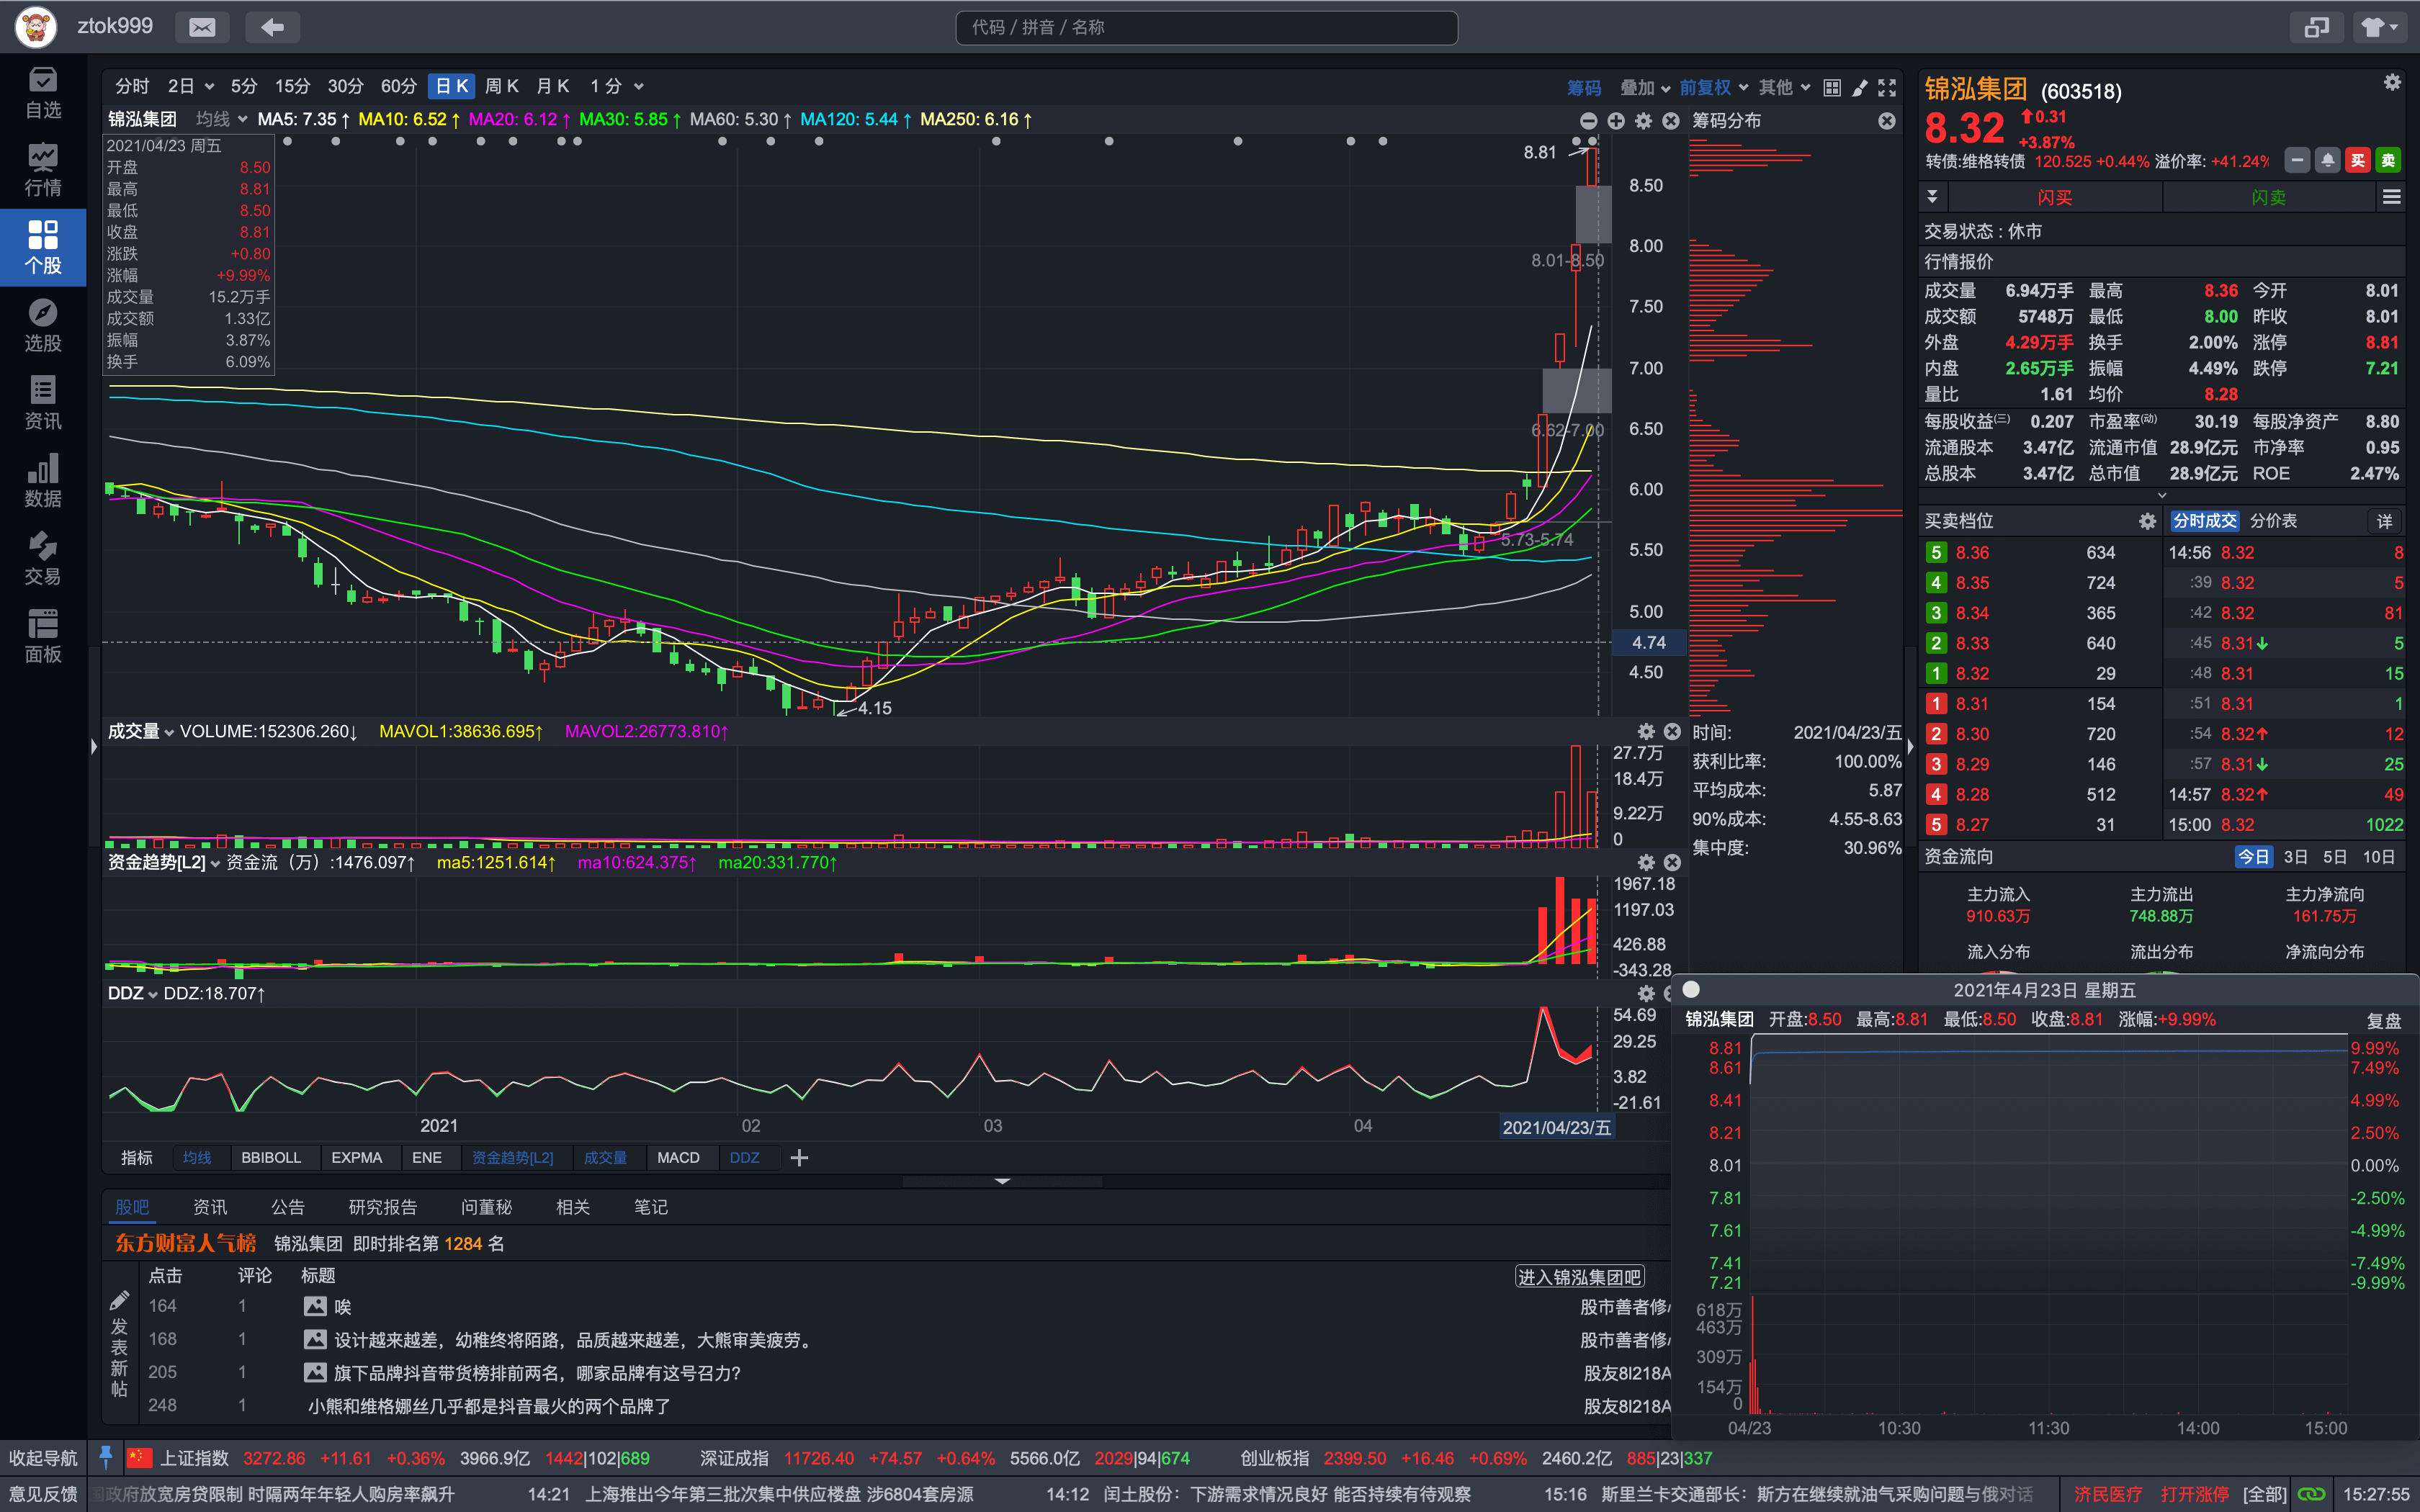 ztok999
代码 / 拼音 / 名称
自选
行情
个股
选股
资讯
数据
交易
面板
分时 2日 5分 15分 30分 60分 日K 周K 月K 1分
筹码 叠加 前复权 其他
锦泓集团 均线 MA5: 7.35↑ MA10: 6.52↑ MA20: 6.12↑ MA30: 5.85↑ MA60: 5.30↑ MA120: 5.44↑ MA250: 6.16↑
2021/04/23 周五
开盘 8.50
最高 8.81
最低 8.50
收盘 8.81
涨跌 +0.80
涨幅 +9.99%
成交量 15.2万手
成交额 1.33亿
振幅 3.87%
换手 6.09%
8.81
8.01-8.50
6.62-7.00
5.73-5.74
4.15
8.50
8.00
7.50
7.00
6.50
6.00
5.50
5.00
4.74
4.50
成交量 VOLUME:152306.260↓ MAVOL1:38636.695↑ MAVOL2:26773.810↑
27.7万
18.4万
9.22万
0
资金趋势[L2] 资金流（万）:1476.097↑ ma5:1251.614↑ ma10:624.375↑ ma20:331.770↑
1967.18
1197.03
426.88
-343.28
DDZ DDZ:18.707↑
54.69
29.25
3.82
-21.61
2021 02 03 04 2021/04/23/五
指标 均线 BBIBOLL EXPMA ENE 资金趋势[L2] 成交量 MACD DDZ
筹码分布
时间: 2021/04/23/五
获利比率: 100.00%
平均成本: 5.87
90%成本: 4.55-8.63
集中度: 30.96%
股吧 资讯 公告 研究报告 问董秘 相关 笔记
东方财富人气榜 锦泓集团 即时排名第 1284 名
点击 评论 标题 进入锦泓集团吧
发表新帖
164 1 唉 股市善者修
168 1 设计越来越差，幼稚终将陌路，品质越来越差，大熊审美疲劳。 股市善者修
205 1 旗下品牌抖音带货榜排前两名，哪家品牌有这号召力? 股友8I218A
248 1 小熊和维格娜丝几乎都是抖音最火的两个品牌了 股友8I218A
锦泓集团 (603518)
8.32 0.31
+3.87%
转债:维格转债 120.525 +0.44% 溢价率: +41.24% 买 卖
闪买 闪卖
交易状态 : 休市
行情报价
成交量 6.94万手 最高 8.36 今开 8.01
成交额 5748万 最低 8.00 昨收 8.01
外盘 4.29万手 换手 2.00% 涨停 8.81
内盘 2.65万手 振幅 4.49% 跌停 7.21
量比 1.61 均价 8.28
每股收益(三) 0.207 市盈率(动) 30.19 每股净资产 8.80
流通股本 3.47亿 流通市值 28.9亿元 市净率 0.95
总股本 3.47亿 总市值 28.9亿元 ROE 2.47%
买卖档位 分时成交 分价表 详
5 8.36 634 14:56 8.32 8
4 8.35 724 :39 8.32 5
3 8.34 365 :42 8.32 81
2 8.33 640 :45 8.31↓ 5
1 8.32 29 :48 8.31 15
1 8.31 154 :51 8.31 1
2 8.30 720 :54 8.32↑ 12
3 8.29 146 :57 8.31↓ 25
4 8.28 512 14:57 8.32↑ 49
5 8.27 31 15:00 8.32 1022
资金流向 今日 3日 5日 10日
主力流入 主力流出 主力净流向
910.63万 748.88万 161.75万
流入分布 流出分布 净流向分布
2021年4月23日 星期五
锦泓集团 开盘:8.50 最高:8.81 最低:8.50 收盘:8.81 涨幅:+9.99% 复盘
8.81 9.99%
8.61 7.49%
8.41 4.99%
8.21 2.50%
8.01 0.00%
7.81 -2.50%
7.61 -4.99%
7.41 -7.49%
7.21 -9.99%
618万
463万
309万
154万
0
04/23 10:30 11:30 14:00 15:00
收起导航 上证指数 3272.86 +11.61 +0.36% 3966.9亿 1442|102|689 深证成指 11726.40 +74.57 +0.64% 5566.0亿 2029|94|674 创业板指 2399.50 +16.46 +0.69% 2460.2亿 885|23|337
意见反馈 政府放宽房贷限制 时隔两年年轻人购房率飙升 14:21 上海推出今年第三批次集中供应楼盘 涉6804套房源 14:12 闰土股份：下游需求情况良好 能否持续有待观察 15:16 斯里兰卡交通部长：斯方在继续就油气采购问题与俄对话 济民医疗 打开涨停 [全部] 15:27:55